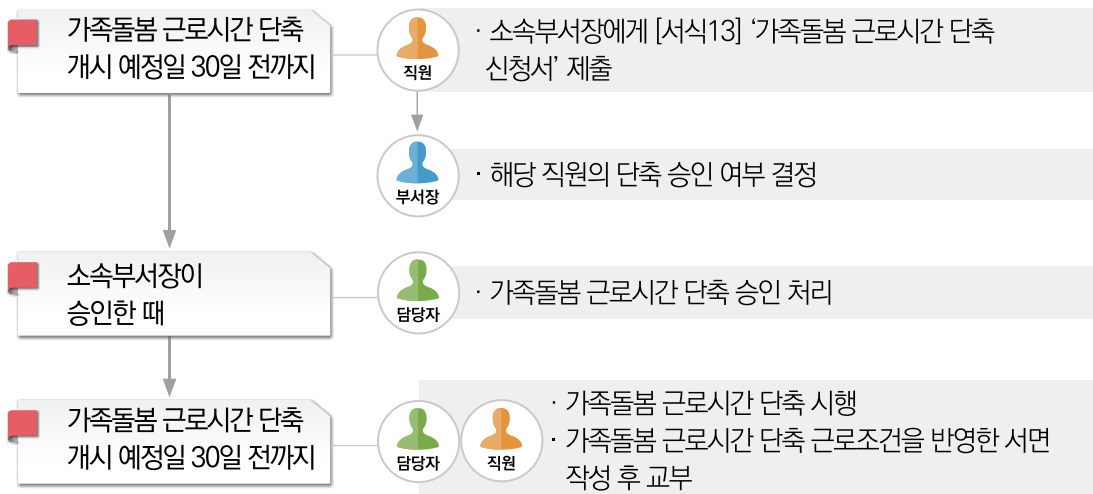 가족돌봄 근로시간 단축
개시 예정일 30일 전까지
직원
· 소속부서장에게 [서식13] ‘가족돌봄 근로시간 단축
신청서’ 제출
부서장
· 해당 직원의 단축 승인 여부 결정
소속부서장이
승인한 때
담당자
· 가족돌봄 근로시간 단축 승인 처리
가족돌봄 근로시간 단축
개시 예정일 30일 전까지
담당자
직원
· 가족돌봄 근로시간 단축 시행
· 가족돌봄 근로시간 단축 근로조건을 반영한 서면
작성 후 교부